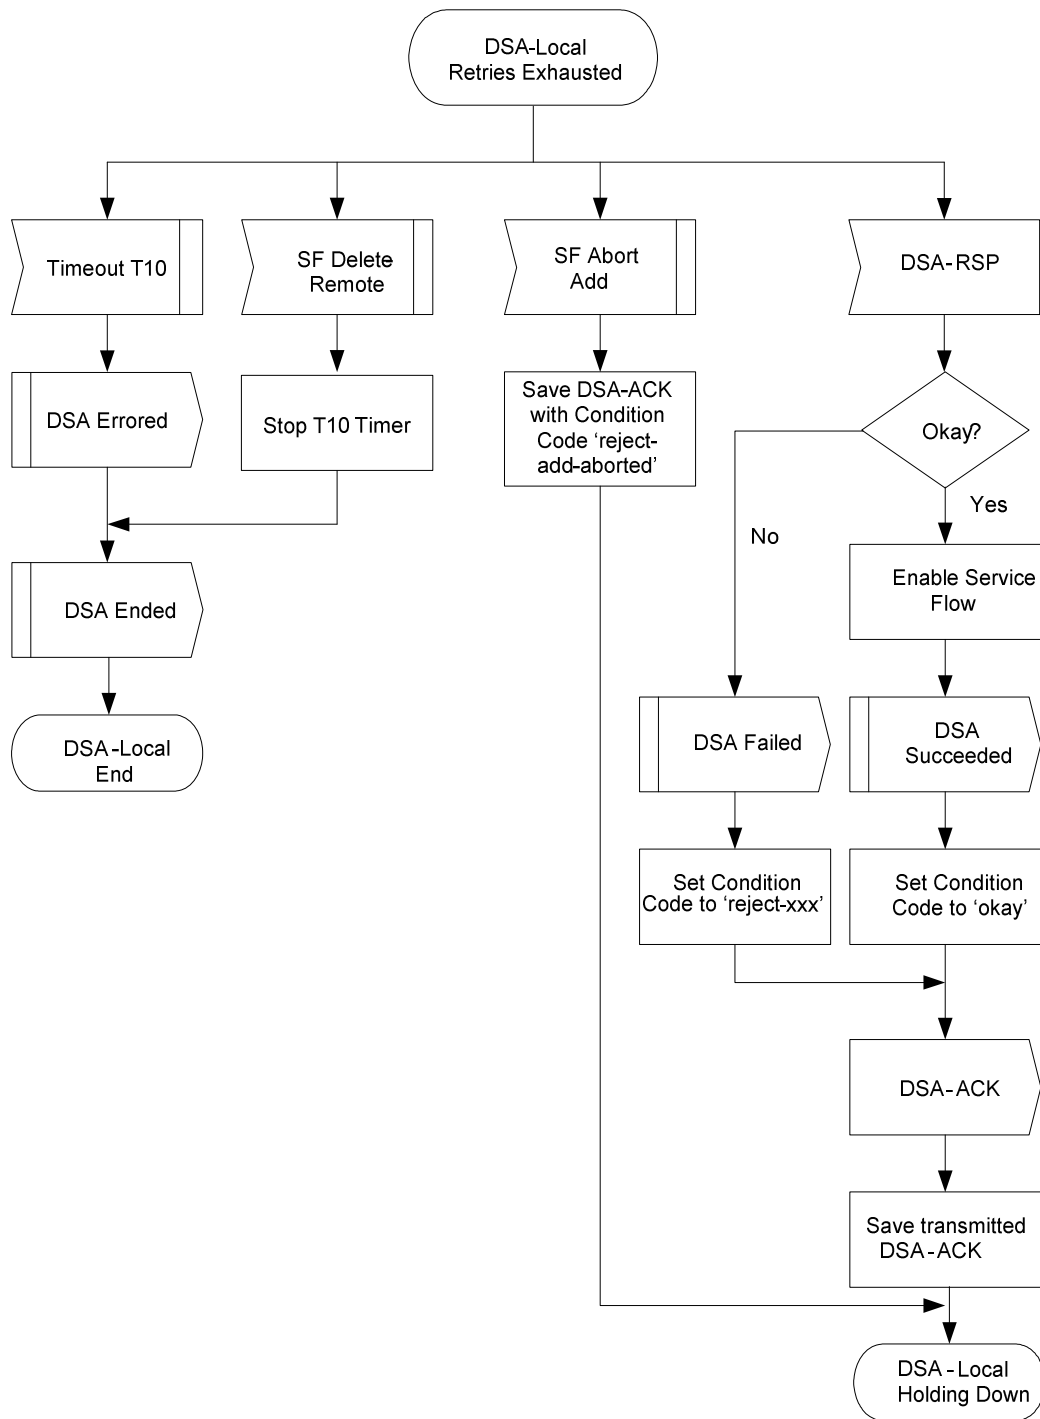 DSA-Local
Retries Exhausted
Timeout T10
SF Delete
Remote
SF Abort
Add
DSA-RSP
DSA Errored
Stop T10 Timer
Save DSA-ACK
with Condition
Code ‘reject-
add-aborted’
Okay?
Yes
No
Enable Service
Flow
DSA Ended
DSA-Local
End
DSA Failed
DSA
Succeeded
Set Condition
Code to ‘reject-xxx’
Set Condition
Code to ‘okay’
DSA-ACK
Save transmitted
DSA-ACK
DSA-Local
Holding Down